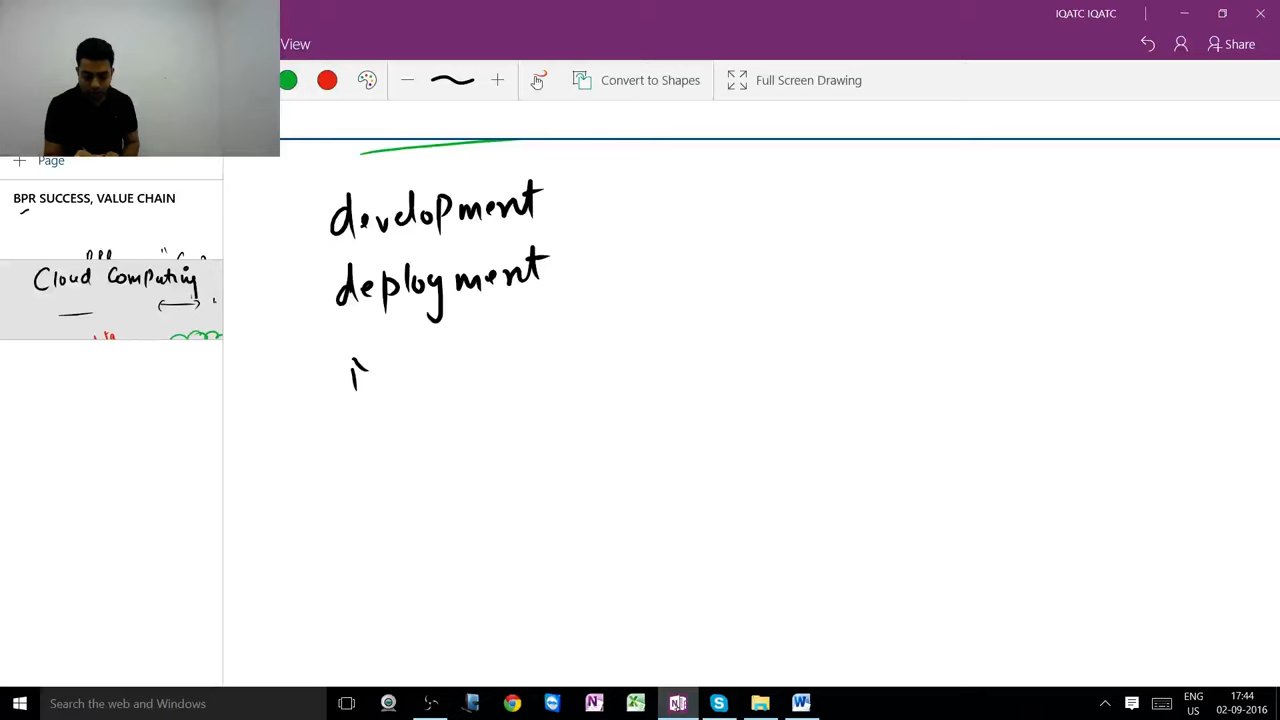 IQATC IQATC
View
Share
Convert to Shapes
Full Screen Drawing
Page
BPR SUCCESS, VALUE CHAIN
Cloud Computing
development
deployment
Search the web and Windows
ENG
US
17:44
02-09-2016